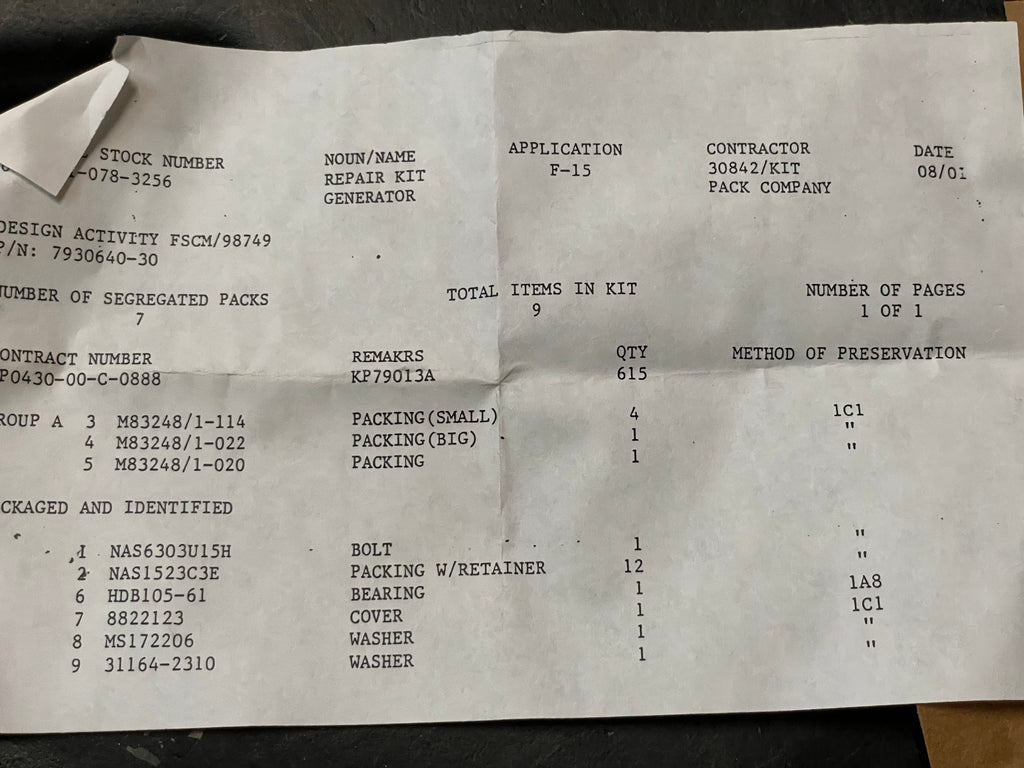 STOCK NUMBER NOUN/NAME APPLICATION CONTRACTOR DATE
-078-3256 REPAIR KIT F-15 30842/KIT 08/01
GENERATOR PACK COMPANY
DESIGN ACTIVITY FSCM/98749
P/N: 7930640-30
NUMBER OF SEGREGATED PACKS TOTAL ITEMS IN KIT NUMBER OF PAGES
7 9 1 OF 1
ONTRACT NUMBER REMAKRS QTY METHOD OF PRESERVATION
P0430-00-C-0888 KP79013A 615
ROUP A 3 M83248/1-114 PACKING(SMALL) 4 1C1
4 M83248/1-022 PACKING(BIG) 1 "
5 M83248/1-020 PACKING 1 "
CKAGED AND IDENTIFIED
1 NAS6303U15H BOLT 1 "
2 NAS1523C3E PACKING W/RETAINER 12 "
6 HDB105-61 BEARING 1 1A8
7 8822123 COVER 1 1C1
8 MS172206 WASHER 1 "
9 31164-2310 WASHER 1 "